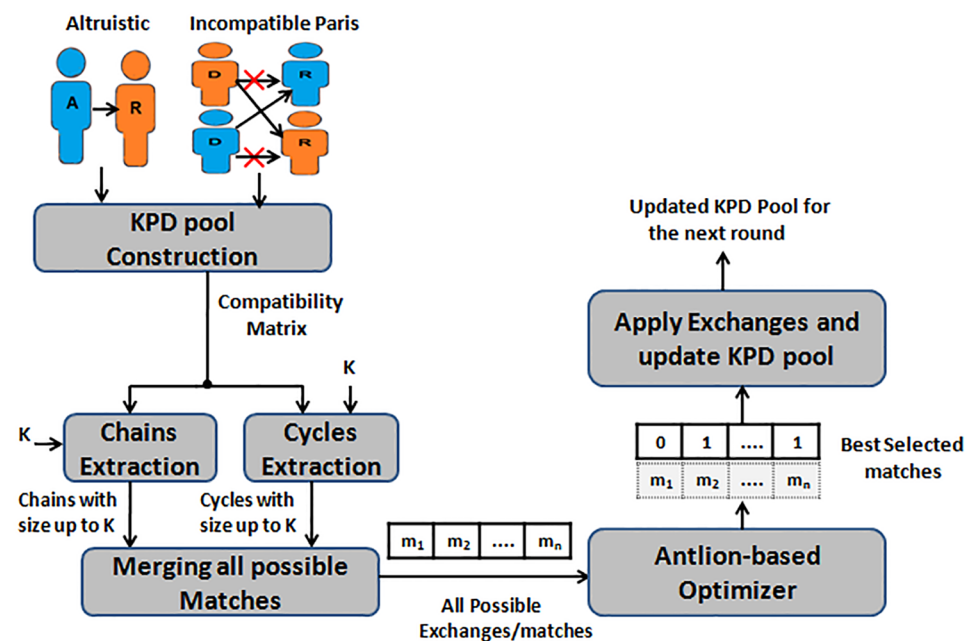 Altruistic
Incompatible Paris
A
R
D
R
D
R
KPD pool
Construction
Compatibility
Matrix
K
K
Chains
Extraction
Cycles
Extraction
Chains with
size up to K
Cycles with
size up to K
Merging all possible
Matches
m1 m2 .... mn
All Possible
Exchanges/matches
Antlion-based
Optimizer
m1 m2 .... mn
0 1 .... 1
Best Selected
matches
Apply Exchanges and
update KPD pool
Updated KPD Pool for
the next round